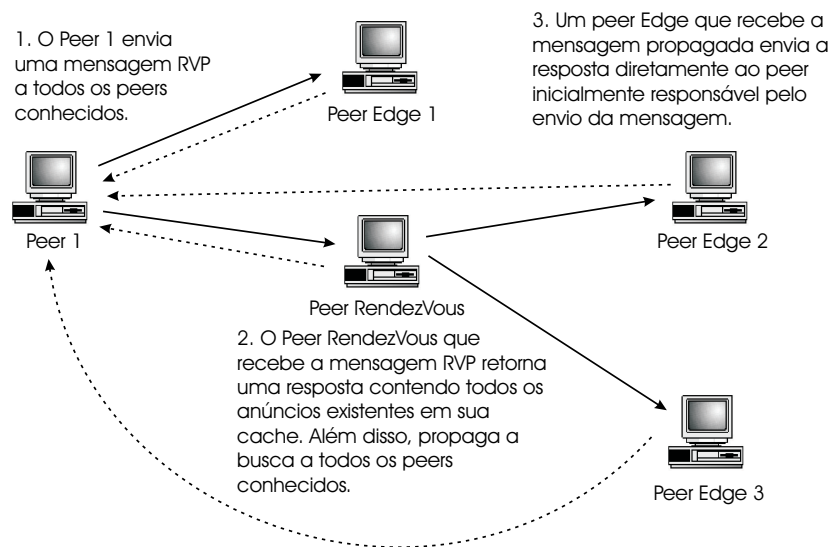 1. O Peer 1 envia
uma mensagem RVP
a todos os peers
conhecidos.
Peer Edge 1
3. Um peer Edge que recebe a
mensagem propagada envia a
resposta diretamente ao peer
inicialmente responsável pelo
envio da mensagem.
Peer 1
Peer Edge 2
Peer RendezVous
2. O Peer RendezVous que
recebe a mensagem RVP retorna
uma resposta contendo todos os
anúncios existentes em sua
cache. Além disso, propaga a
busca a todos os peers
conhecidos.
Peer Edge 3